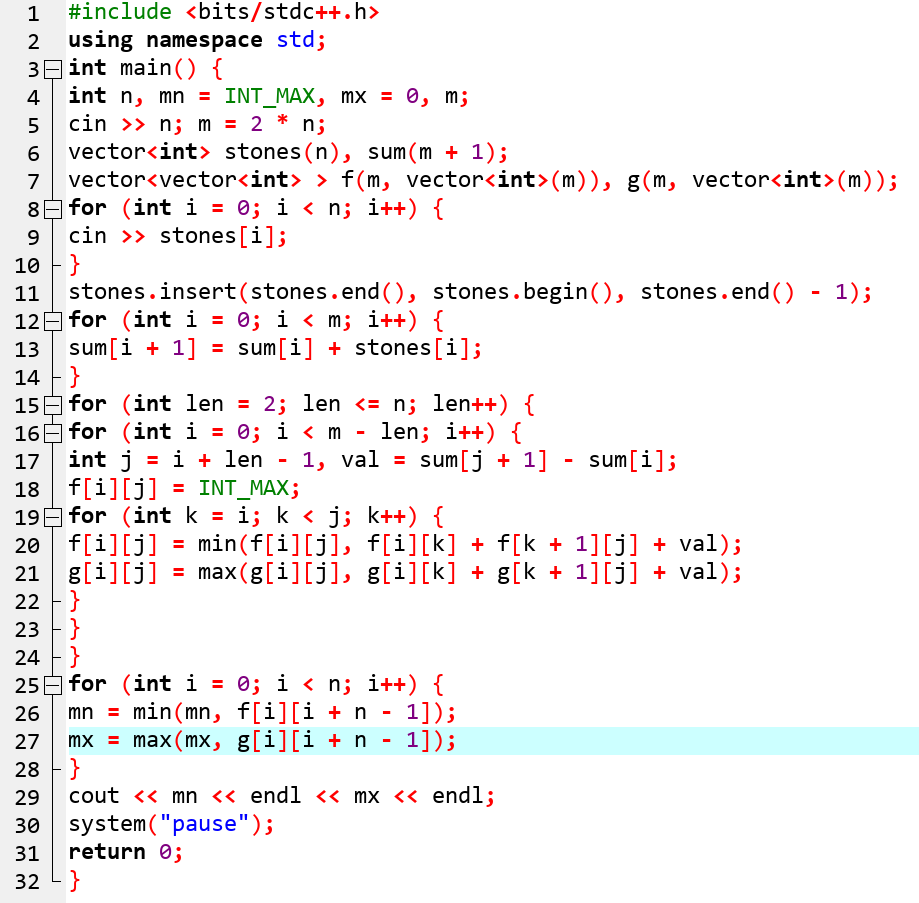 1 #include <bits/stdc++.h>
2 using namespace std;
3 int main() {
4 int n, mn = INT_MAX, mx = 0, m;
5 cin >> n; m = 2 * n;
6 vector<int> stones(n), sum(m + 1);
7 vector<vector<int> > f(m, vector<int>(m)), g(m, vector<int>(m));
8 for (int i = 0; i < n; i++) {
9 cin >> stones[i];
10 }
11 stones.insert(stones.end(), stones.begin(), stones.end() - 1);
12 for (int i = 0; i < m; i++) {
13 sum[i + 1] = sum[i] + stones[i];
14 }
15 for (int len = 2; len <= n; len++) {
16 for (int i = 0; i < m - len; i++) {
17 int j = i + len - 1, val = sum[j + 1] - sum[i];
18 f[i][j] = INT_MAX;
19 for (int k = i; k < j; k++) {
20 f[i][j] = min(f[i][j], f[i][k] + f[k + 1][j] + val);
21 g[i][j] = max(g[i][j], g[i][k] + g[k + 1][j] + val);
22 }
23 }
24 }
25 for (int i = 0; i < n; i++) {
26 mn = min(mn, f[i][i + n - 1]);
27 mx = max(mx, g[i][i + n - 1]);
28 }
29 cout << mn << endl << mx << endl;
30 system("pause");
31 return 0;
32 }